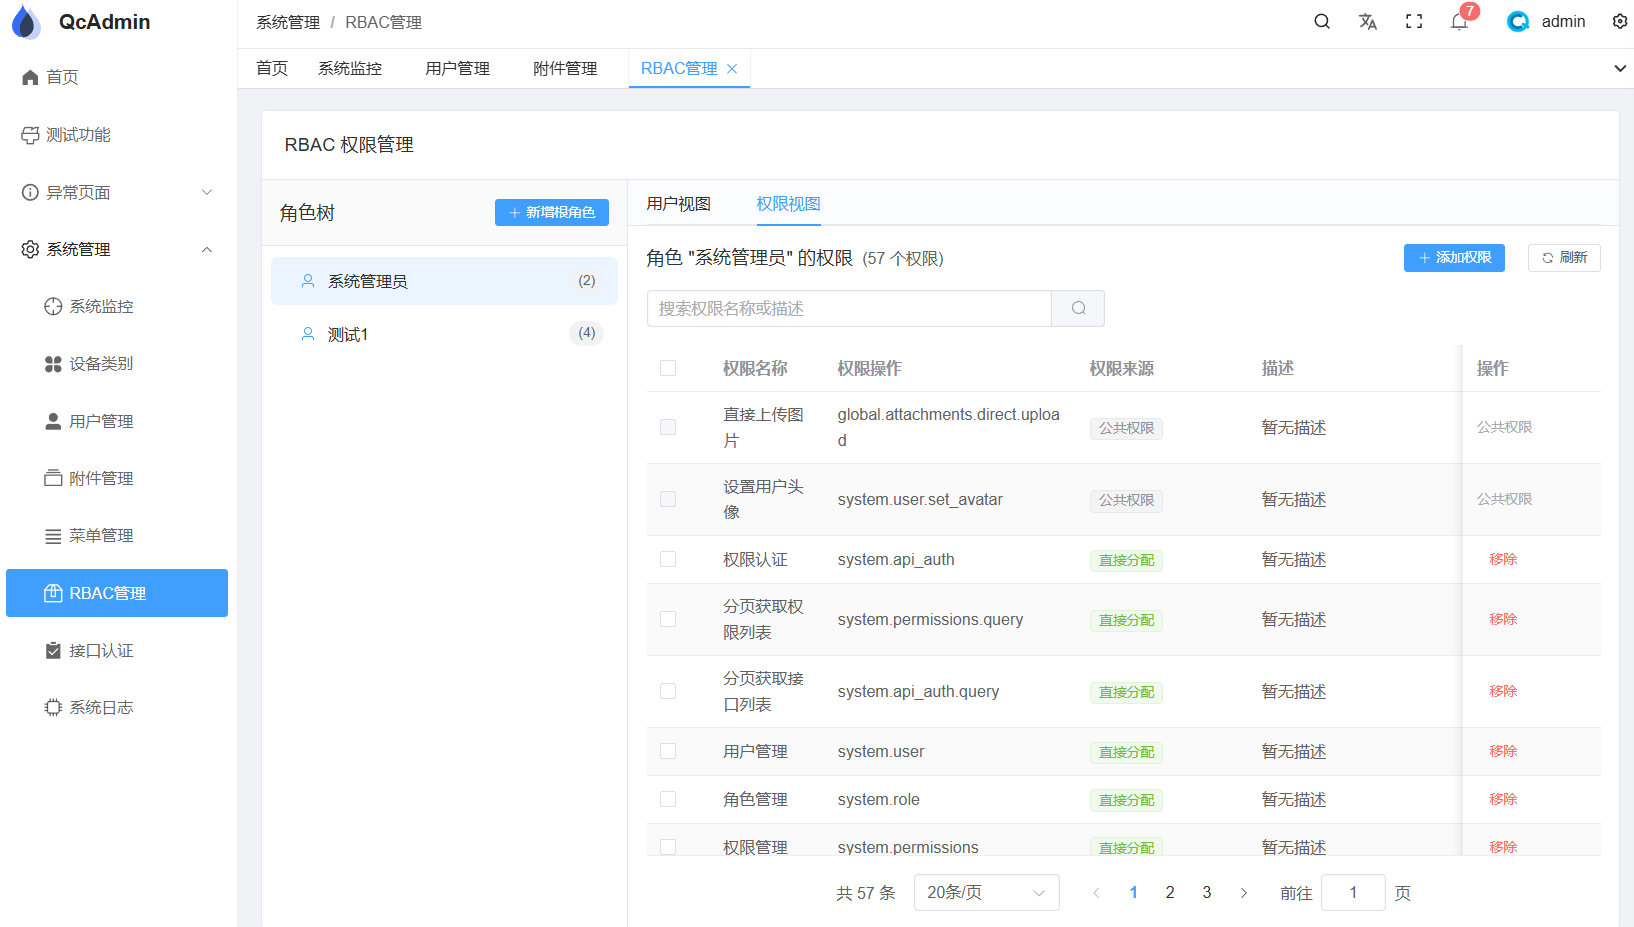 QcAdmin
首页
测试功能
异常页面
系统管理
系统监控
设备类别
用户管理
附件管理
菜单管理
RBAC管理
接口认证
系统日志
系统管理 / RBAC管理
7
admin
首页 系统监控 用户管理 附件管理 RBAC管理
RBAC 权限管理
角色树
新增根角色
系统管理员 (2)
测试1 (4)
用户视图 权限视图
角色 "系统管理员" 的权限 (57 个权限)
添加权限 刷新
搜索权限名称或描述
权限名称 权限操作 权限来源 描述 操作
直接上传图
片
global.attachments.direct.uploa
d
公共权限 暂无描述 公共权限
设置用户头
像
system.user.set_avatar 公共权限 暂无描述 公共权限
权限认证 system.api_auth 直接分配 暂无描述 移除
分页获取权
限列表
system.permissions.query 直接分配 暂无描述 移除
分页获取接
口列表
system.api_auth.query 直接分配 暂无描述 移除
用户管理 system.user 直接分配 暂无描述 移除
角色管理 system.role 直接分配 暂无描述 移除
权限管理 system.permissions 直接分配 暂无描述 移除
共 57 条 20条/页 1 2 3 前往 1 页